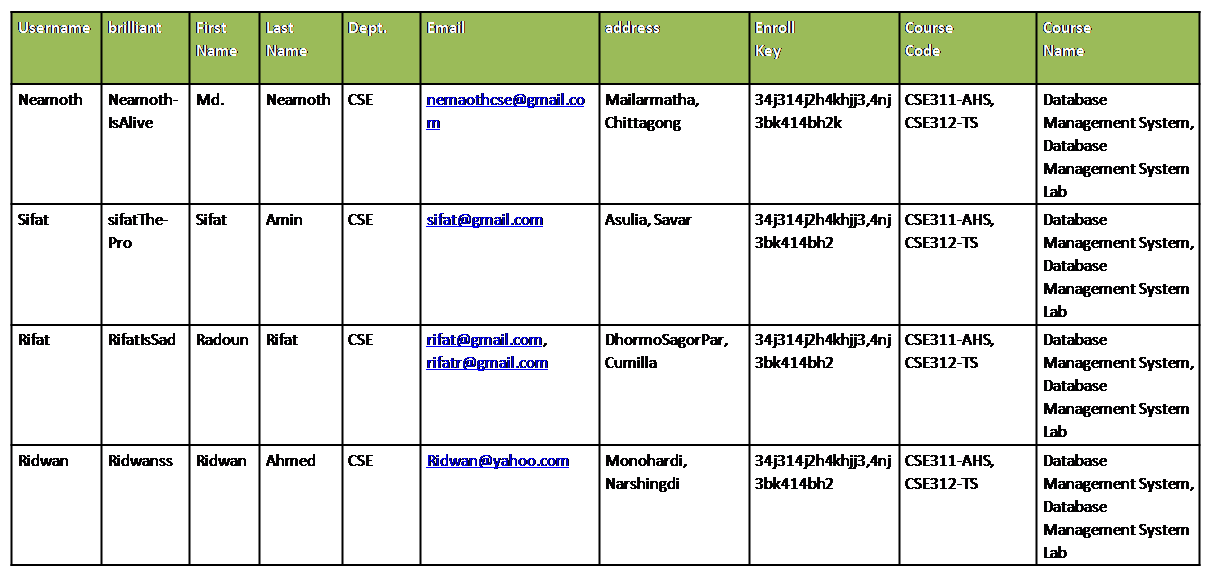 Username
brilliant
First
Name
Last
Name
Dept.
Email
address
Enroll
Key
Course
Code
Course
Name
Neamoth
Neamoth-
IsAlive
Md.
Neamoth
CSE
nemaothcse@gmail.co
m
Mailarmatha,
Chittagong
34j314j2h4khjj3,4nj
3bk414bh2k
CSE311-AHS,
CSE312-TS
Database
Management System,
Database
Management System
Lab
Sifat
sifatThe-
Pro
Sifat
Amin
CSE
sifat@gmail.com
Asulia, Savar
34j314j2h4khjj3,4nj
3bk414bh2
CSE311-AHS,
CSE312-TS
Database
Management System,
Database
Management System
Lab
Rifat
RifatIsSad
Radoun
Rifat
CSE
rifat@gmail.com,
rifatr@gmail.com
DhormoSagorPar,
Cumilla
34j314j2h4khjj3,4nj
3bk414bh2
CSE311-AHS,
CSE312-TS
Database
Management System,
Database
Management System
Lab
Ridwan
Ridwanss
Ridwan
Ahmed
CSE
Ridwan@yahoo.com
Monohardi,
Narshingdi
34j314j2h4khjj3,4nj
3bk414bh2
CSE311-AHS,
CSE312-TS
Database
Management System,
Database
Management System
Lab